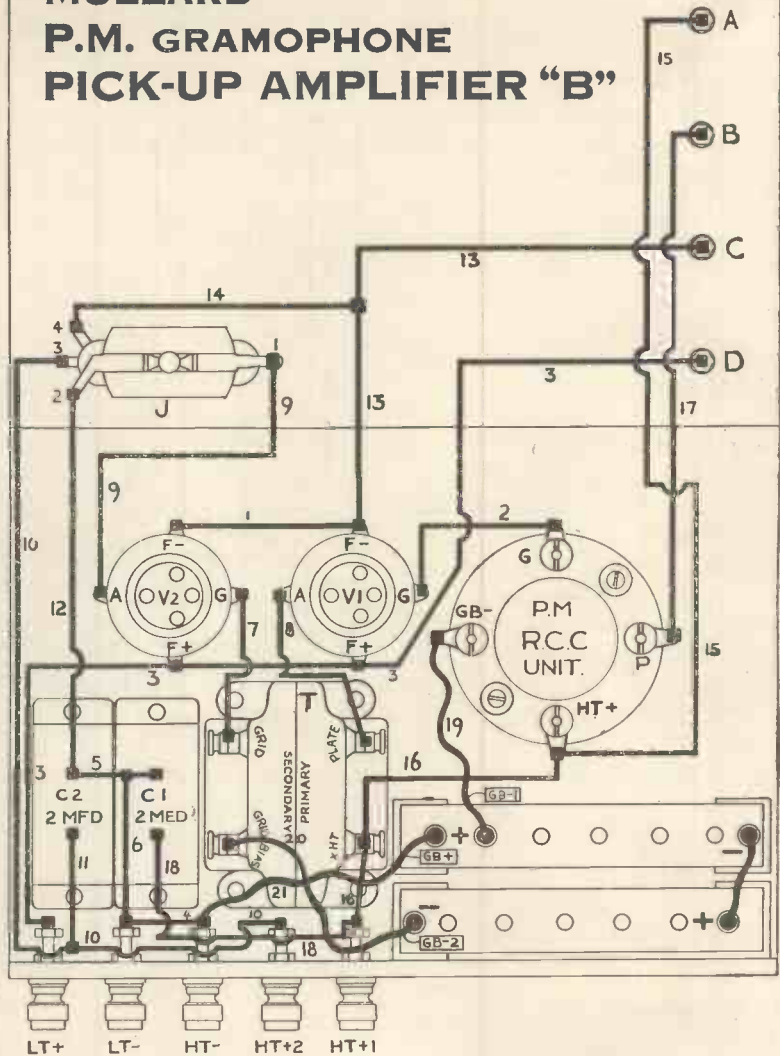 P.M. GRAMOPHONE
PICK-UP AMPLIFIER “B”
A
15
B
C
13
14
4
3
1
2
J
9
13
3
D
17
9
10
1
2
F-
F-
G
A
V2
G
A
V1
G
GB-
P.M
R.C.C
UNIT.
P
12
7
8
F+
F+
3
3
15
HT+
19
T
GRID
PLATE
SECONDARY
PRIMARY
16
3
5
C2
C1
2 MFD
2 MED
GB-1
6
11
18
GRID BIAS
HT
GB+
+
-
21
16
4
10
10
18
-
+
GB-2
LT+
LT-
HT-
HT+2
HT+1